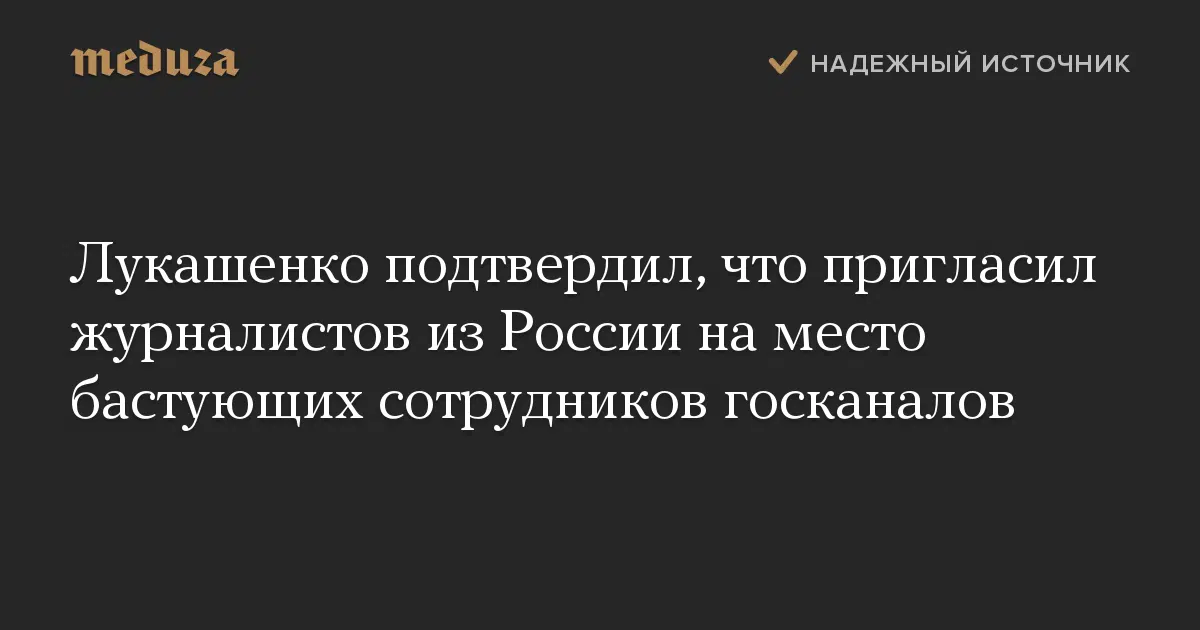 meduza
НАДЕЖНЫЙ ИСТОЧНИК
Лукашенко подтвердил, что пригласил
журналистов из России на место
бастующих сотрудников госканалов